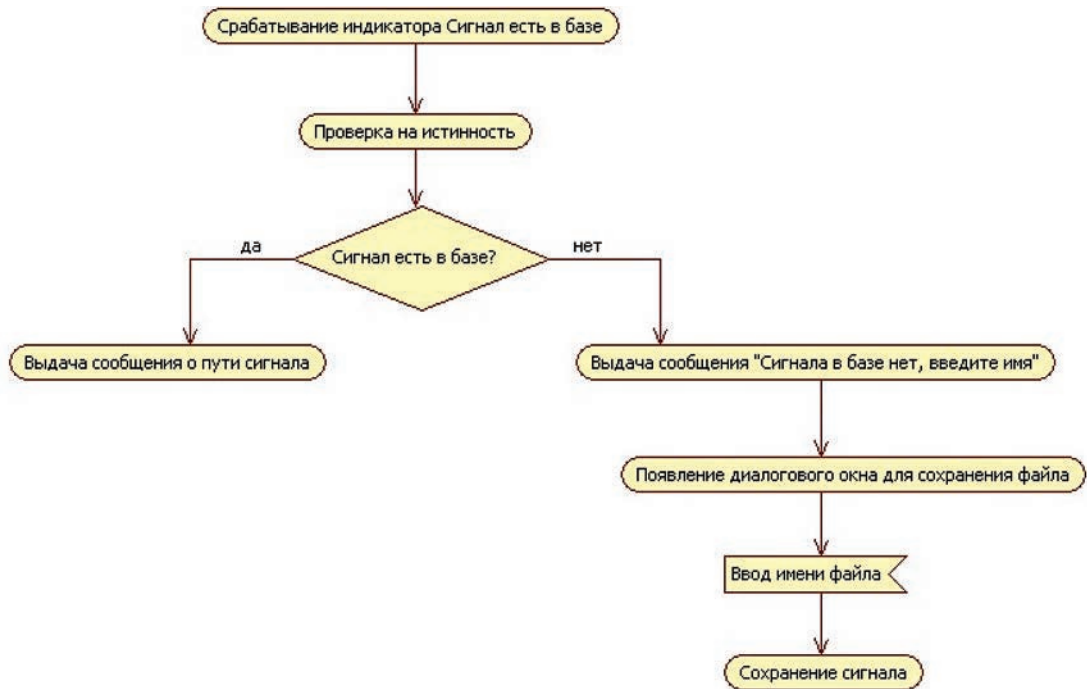 Срабатывание индикатора Сигнал есть в базе
Проверка на истинность
Сигнал есть в базе?
да
нет
Выдача сообщения о пути сигнала
Выдача сообщения "Сигнала в базе нет, введите имя"
Появление диалогового окна для сохранения файла
Ввод имени файла
Сохранение сигнала